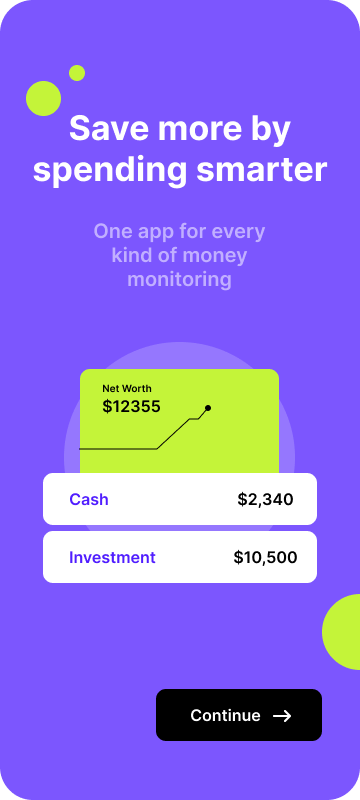 Save more by
spending smarter
One app for every
kind of money
monitoring
Net Worth
$12355
Cash $2,340
Investment $10,500
Continue